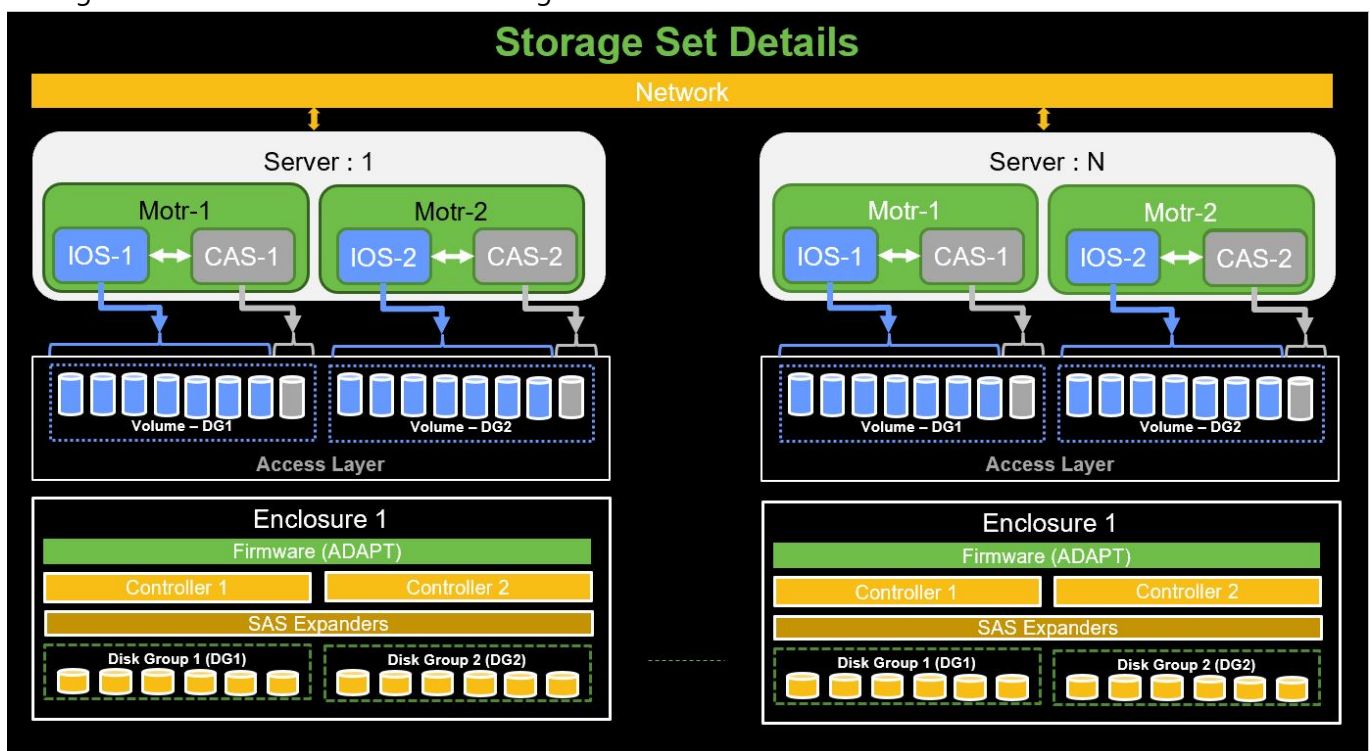 Storage Set Details
Network
Server : 1
Motr-1
Motr-2
IOS-1
CAS-1
IOS-2
CAS-2
Volume – DG1
Volume – DG2
Access Layer
Enclosure 1
Firmware (ADAPT)
Controller 1
Controller 2
SAS Expanders
Disk Group 1 (DG1)
Disk Group 2 (DG2)
Server : N
Motr-1
Motr-2
IOS-1
CAS-1
IOS-2
CAS-2
Volume – DG1
Volume – DG2
Access Layer
Enclosure 1
Firmware (ADAPT)
Controller 1
Controller 2
SAS Expanders
Disk Group 1 (DG1)
Disk Group 2 (DG2)